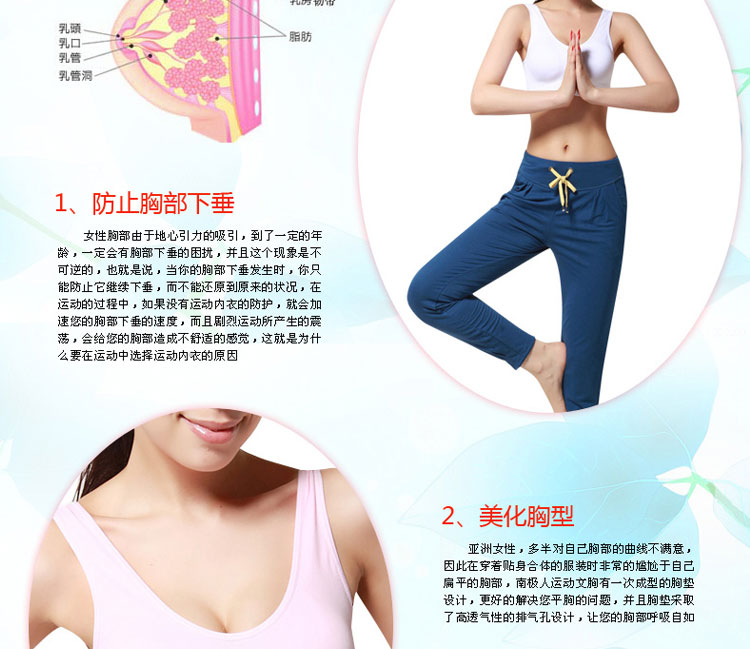 乳房韧带
乳頭
乳口
乳管
乳管洞
脂肪
1、防止胸部下垂
女性胸部由于地心引力的吸引，到了一定的年
龄，一定会有胸部下垂的困扰，并且这个现象是不
可逆的，也就是说，当你的胸部下垂发生时，你只
能防止它继续下垂，而不能还原到原来的状况，在
运动的过程中，如果没有运动内衣的防护，就会加
速您的胸部下垂的速度，而且剧烈运动所产生的震
荡，会给您的胸部造成不舒适的感觉，这就是为什
么要在运动中选择运动内衣的原因
2、美化胸型
亚洲女性，多半对自己胸部的曲线不满意，
因此在穿着贴身合体的服装时非常的尴尬于自己
扁平的胸部，南极人运动文胸有一次成型的胸垫
设计，更好的解决您平胸的问题，并且胸垫采取
了高透气性的排气孔设计，让您的胸部呼吸自如